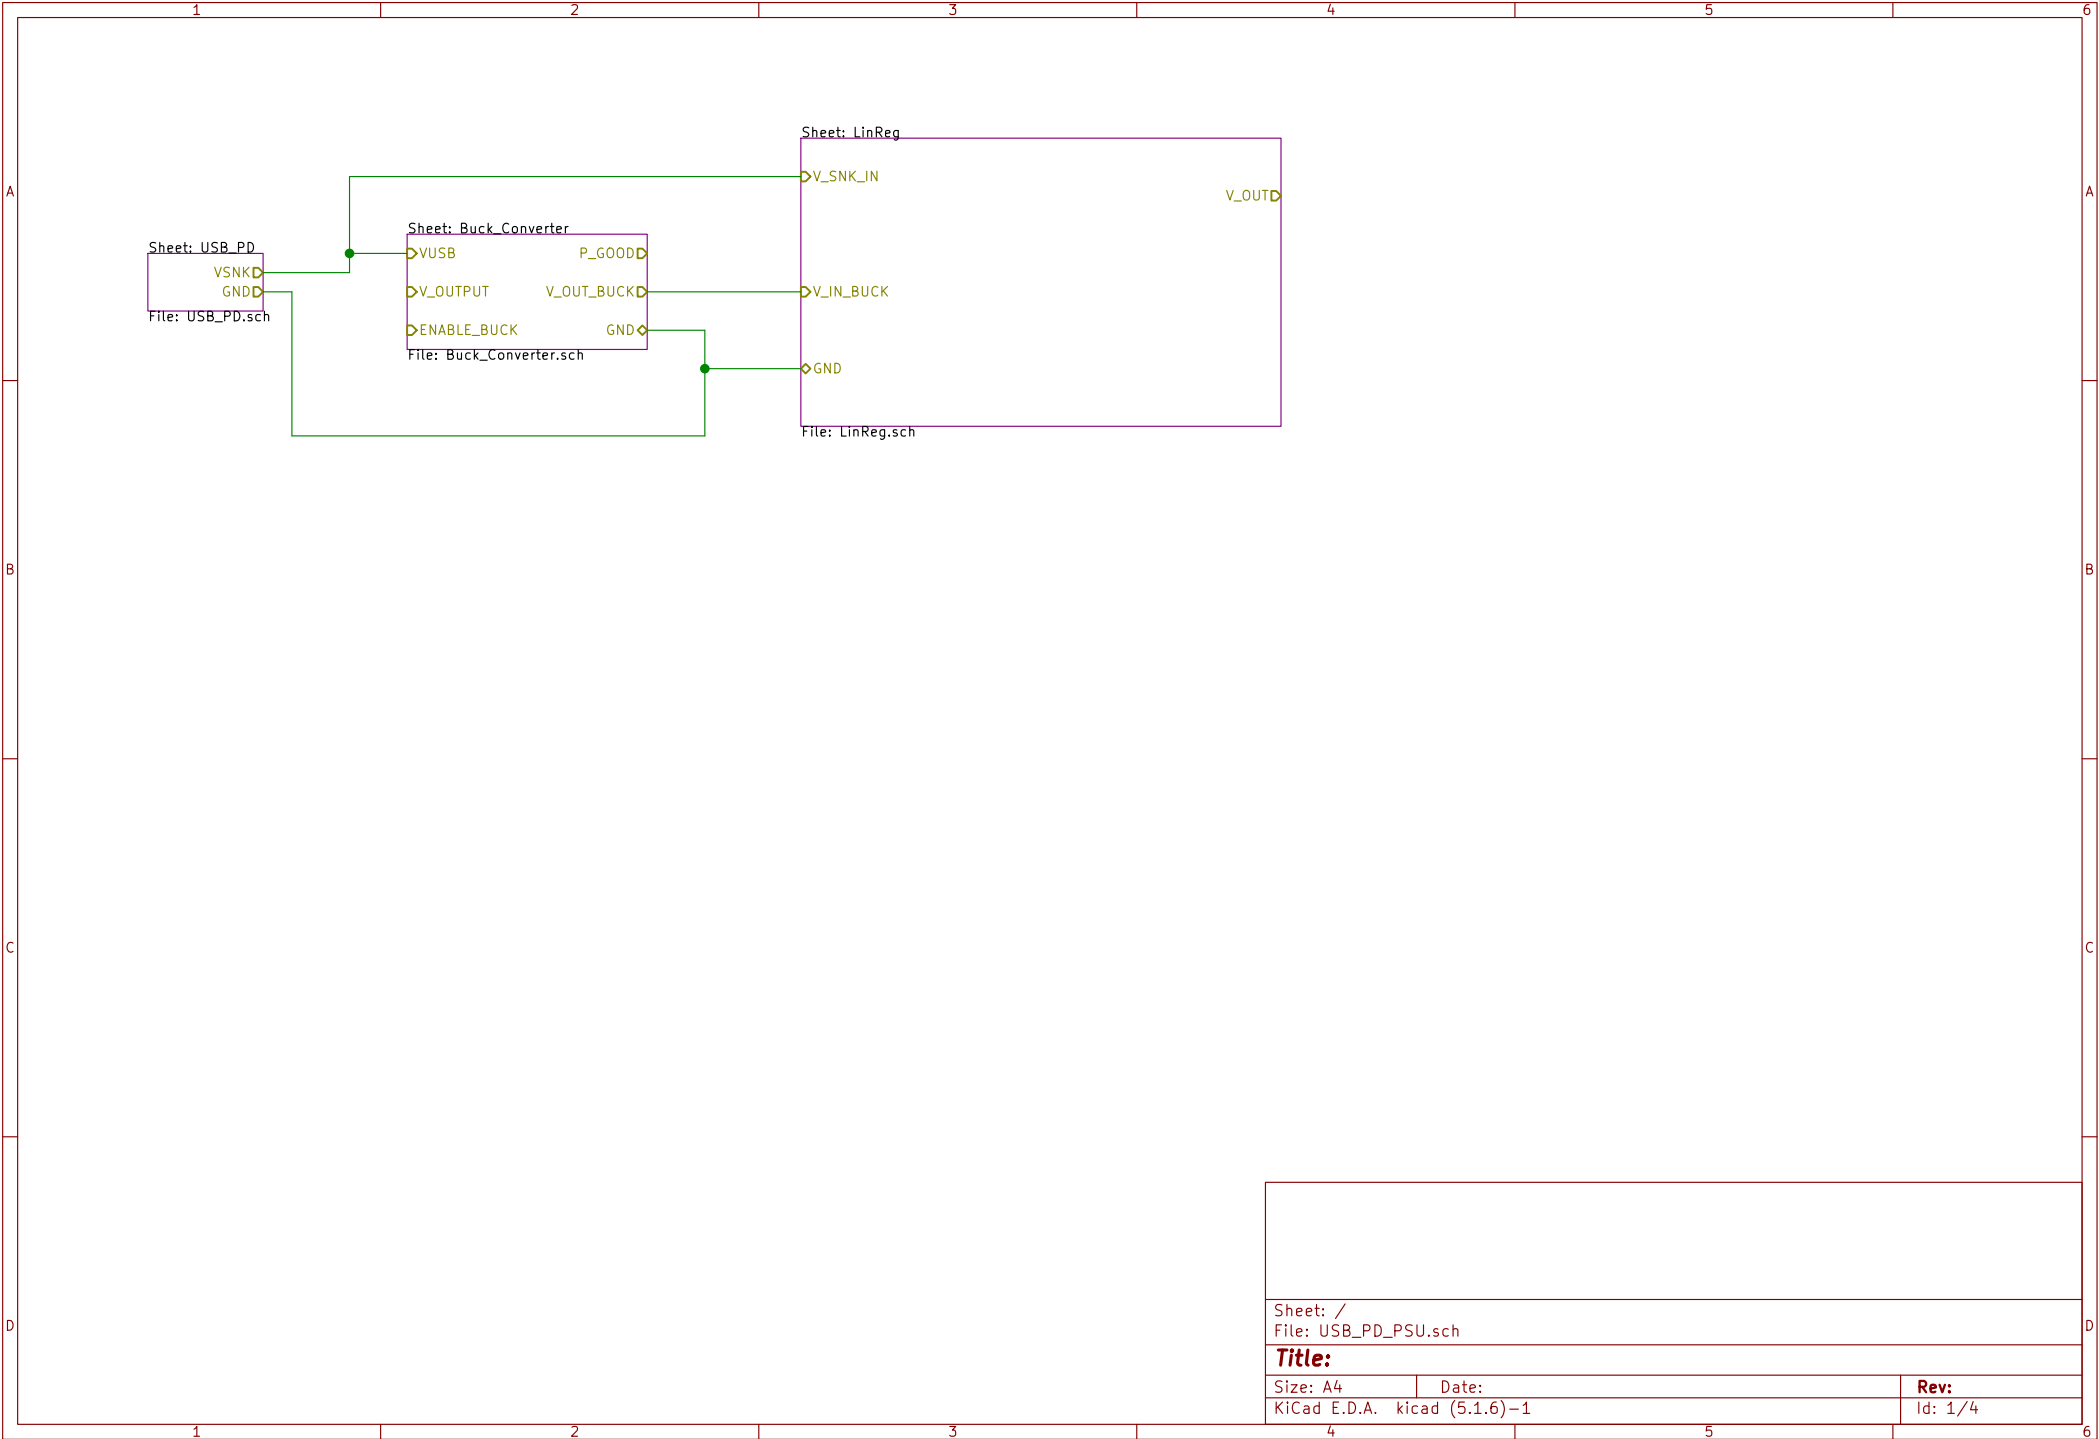 1 2 3 4 5 6
A A
B B
C C
D D
Sheet: USB_PD
VSNK
GND
File: USB_PD.sch
Sheet: Buck_Converter
VUSB P_GOOD
V_OUTPUT V_OUT_BUCK
ENABLE_BUCK GND
File: Buck_Converter.sch
Sheet: LinReg
V_SNK_IN
V_OUT
V_IN_BUCK
GND
File: LinReg.sch
Sheet: /
File: USB_PD_PSU.sch
Title:
Size: A4 Date: Rev:
KiCad E.D.A. kicad (5.1.6)-1 Id: 1/4
1 2 3 4 5 6